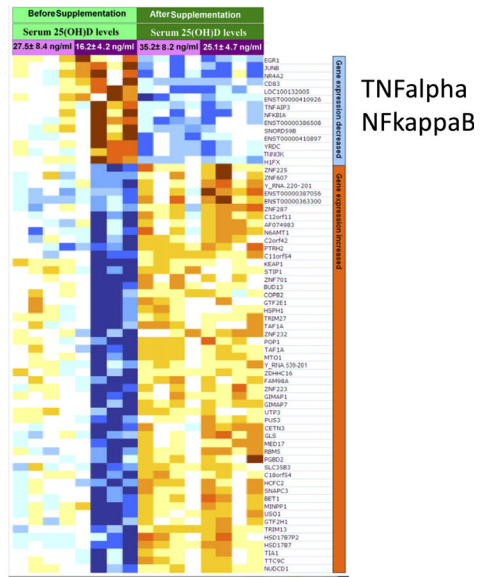 Before Supplementation After Supplementation
Serum 25(OH)D levels Serum 25(OH)D levels
27.5± 8.4 ng/ml 16.2± 4.2 ng/ml 35.2± 8.2 ng/ml 25.1± 4.7 ng/ml
EGR1
JUNB
NR4A2
CD83
LOC100132005
ENST00000410926
TNFAIP3
NFKBIA
ENST00000386508
SNORD59B
ENST00000410897
YRDC
TNNI3K
H1FX
ZNF225
ZNF607
Y_RNA.220-201
ENST00000387056
ENST00000363300
ZNF287
C12orf11
AF074983
N6AMT1
C2orf42
PTRH2
C11orf54
KEAP1
STIP1
ZNF701
BUD13
COPB2
GTF2E1
HSPH1
TRIM27
TAF1A
ZNF232
POP1
TAF1A
MTO1
Y_RNA.539-201
ZDHHC16
FAM98A
ZNF223
GIMAP1
GIMAP7
UTP3
PUS3
CETN3
GLS
MED17
RBM5
PGBD2
SLC35B3
C18orf54
HCFC2
SNAPC3
BET1
MINPP1
USO1
GTF2H1
TRIM13
HSD17B7P2
HSD17B7
TIA1
TTC9C
NUDCD1
Gene expression decreased
Gene expression increased
TNFalpha
NFkappaB